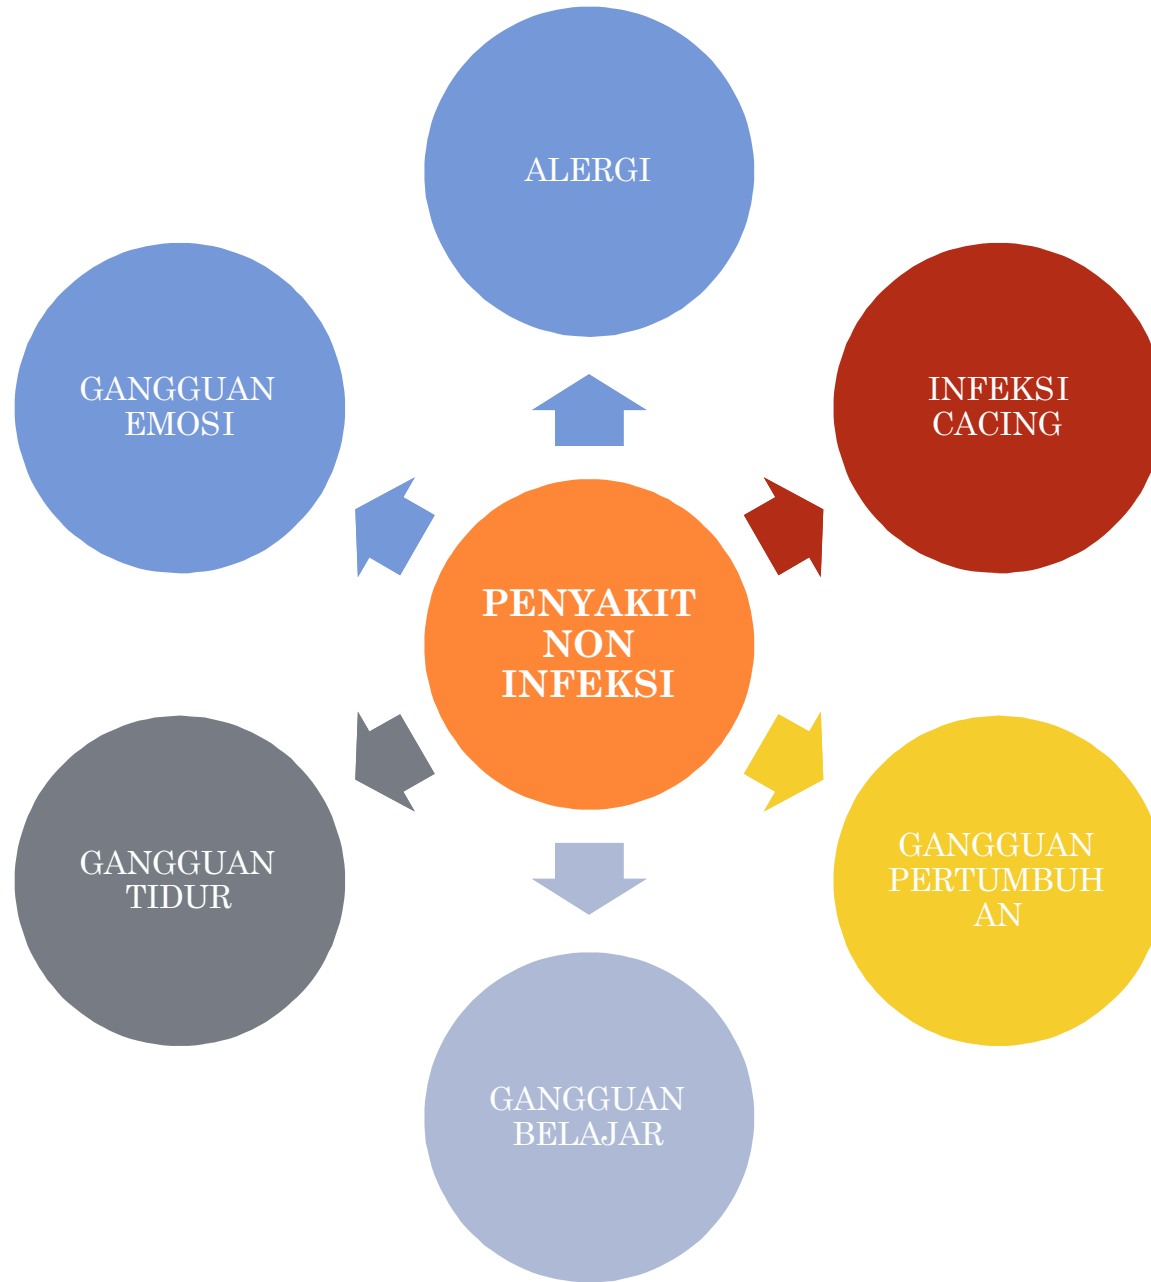 ALERGI
GANGGUAN
EMOSI
INFEKSI
CACING
PENYAKIT
NON
INFEKSI
GANGGUAN
TIDUR
GANGGUAN
PERTUMBUH
AN
GANGGUAN
BELAJAR